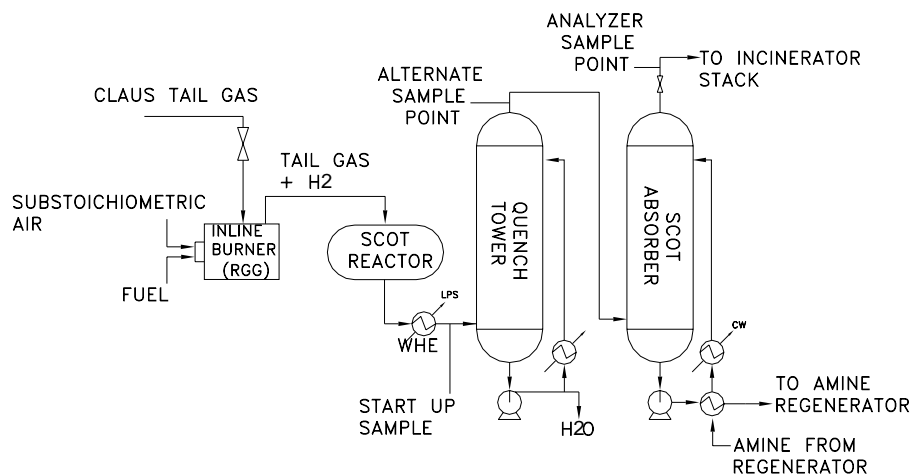 ANALYZER
SAMPLE
POINT
TO INCINERATOR
STACK
ALTERNATE
SAMPLE
POINT
CLAUS TAIL GAS
TAIL GAS
+ H2
SUBSTOICHIOMETRIC
AIR
INLINE
BURNER
(RGG)
FUEL
SCOT
REACTOR
QUENCH
TOWER
SCOT
ABSORBER
LPS
WHE
CW
START UP
SAMPLE
H2O
TO AMINE
REGENERATOR
AMINE FROM
REGENERATOR